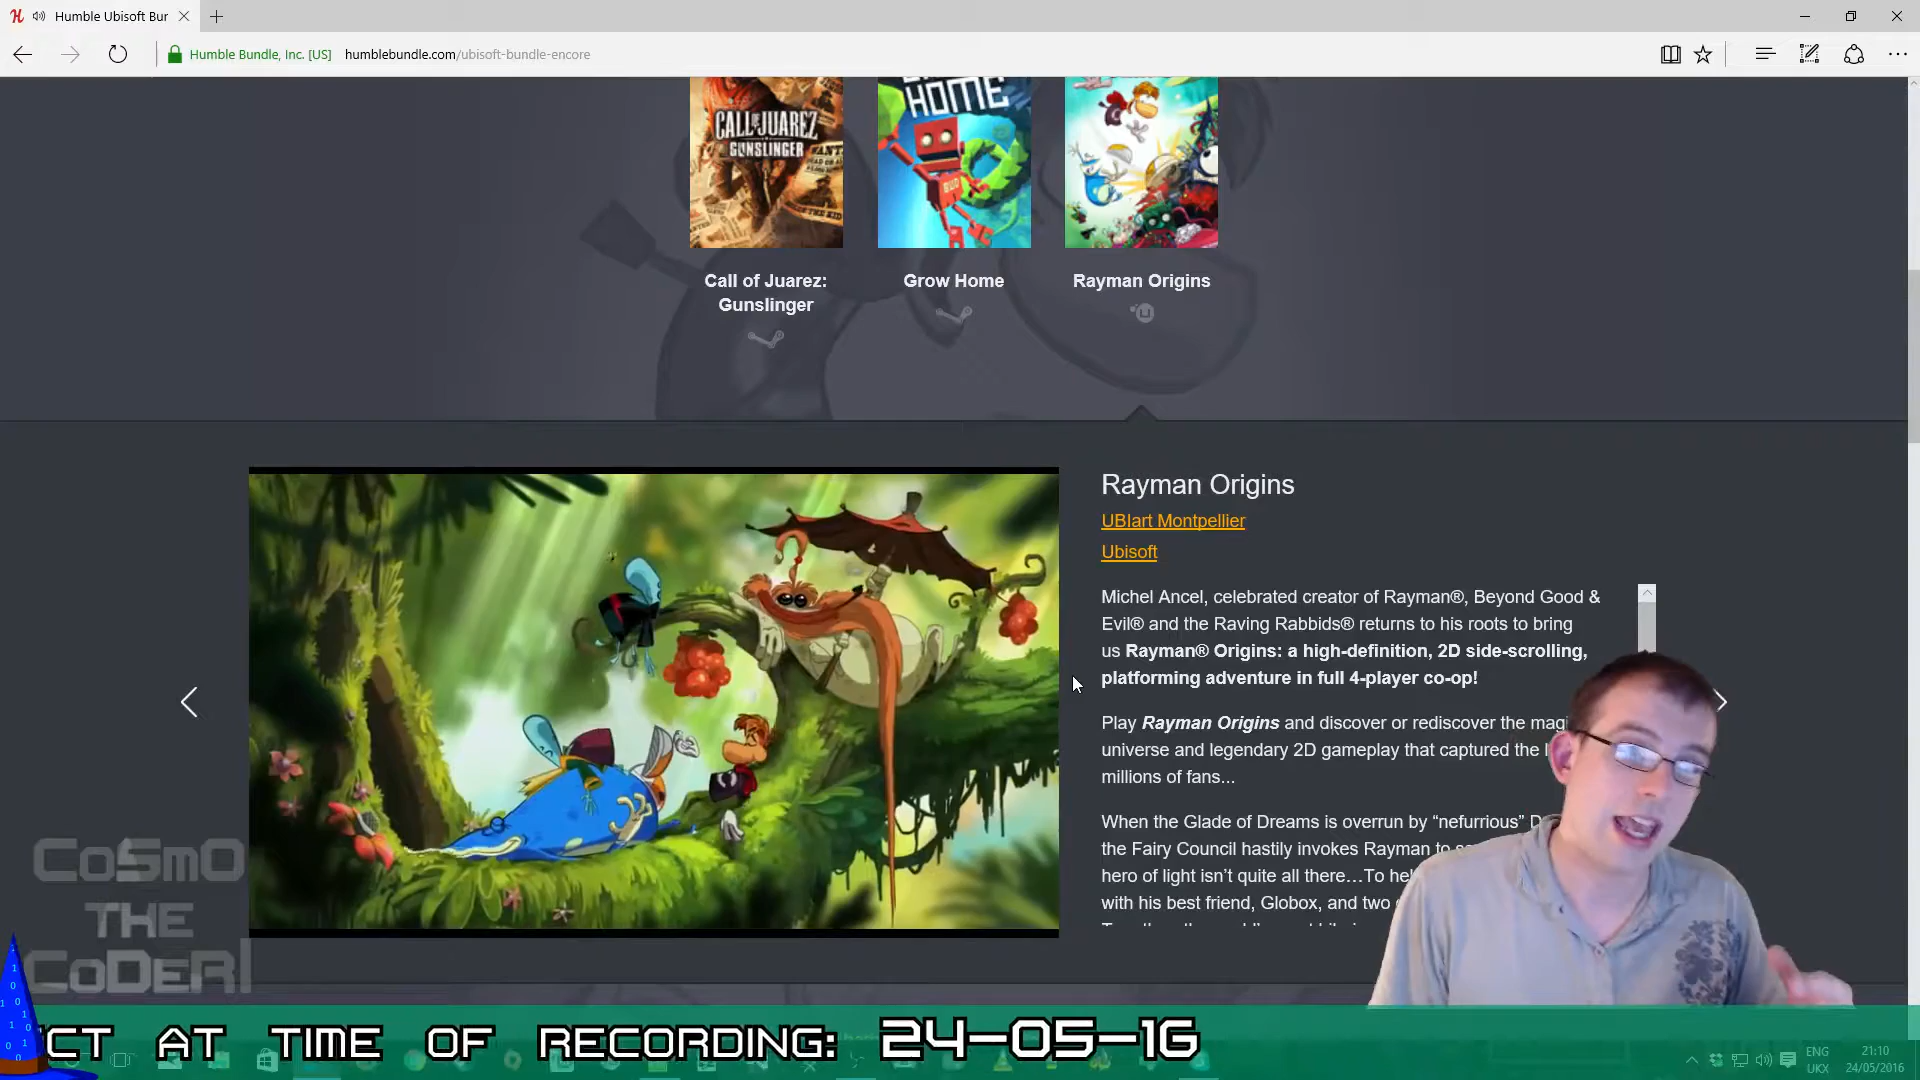 Humble Ubisoft Bur
Humble Bundle, Inc. [US]
humblebundle.com/ubisoft-bundle-encore
CALL OF JUAREZ
GUNSLINGER
HOME
BUD
Call of Juarez:
Gunslinger
Grow Home
Rayman Origins
Rayman Origins
UBIart Montpellier
Ubisoft
Michel Ancel, celebrated creator of Rayman®, Beyond Good &
Evil® and the Raving Rabbids® returns to his roots to bring
us Rayman® Origins: a high-definition, 2D side-scrolling,
platforming adventure in full 4-player co-op!
Play Rayman Origins and discover or rediscover the magi
universe and legendary 2D gameplay that captured the
millions of fans...
When the Glade of Dreams is overrun by “nefurrious” D
the Fairy Council hastily invokes Rayman to
hero of light isn’t quite all there…To hel
with his best friend, Globox, and two
CoSmO
THE
CoDER!
CT AT TIME OF RECORDING: 24-05-16
ENG
UKX
21:10
24/05/2016